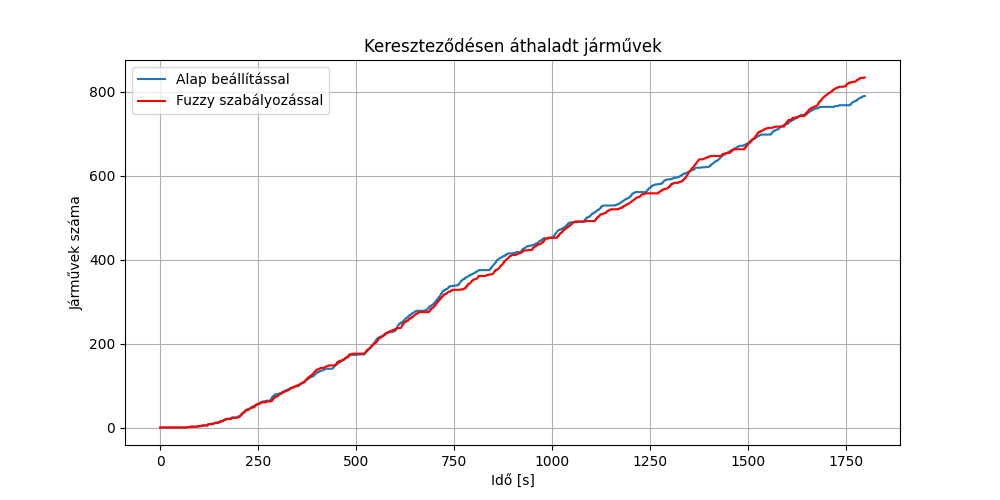 Kereszteződésen áthaladt járművek
Alap beállítással
Fuzzy szabályozással
Járművek száma
800
600
400
200
0
0 250 500 750 1000 1250 1500 1750
Idő [s]